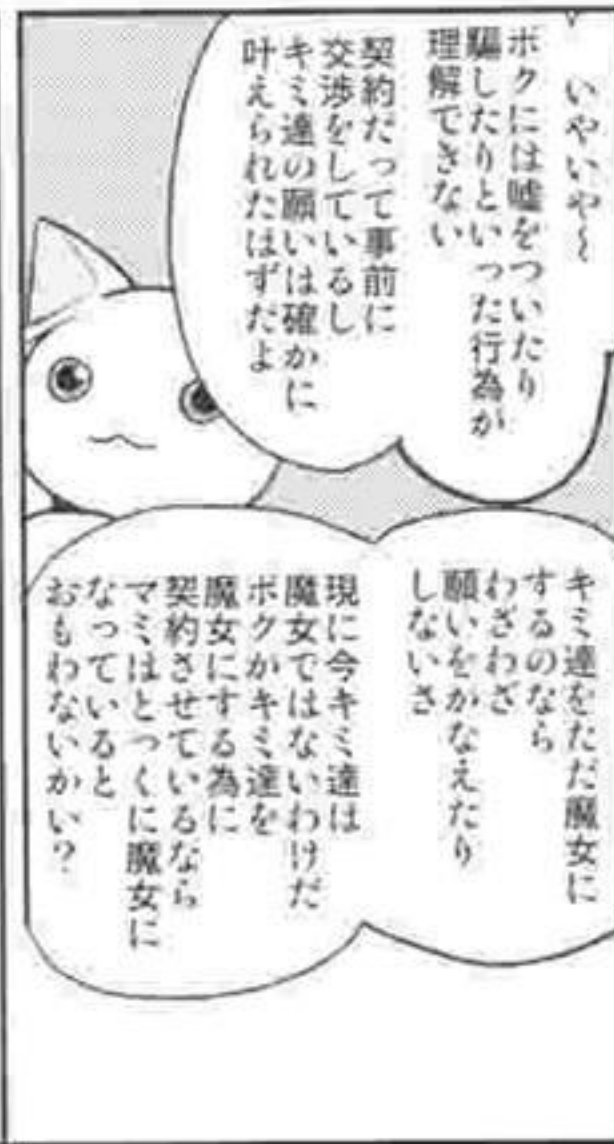 いやいや～
ボクには嘘をついたり
騙したりといった行為が
理解できない
契約だって事前に
交渉をしているし
キミ達の願いは確かに
叶えられたはずだよ
キミ達をただ魔女に
するのなら
わざわざ
願いをかなえたり
しないさ
現に今キミ達は
魔女ではないわけだ
ボクがキミ達を
魔女にする為に
契約させているなら
マミはとっくに魔女に
なっていると
おもわないかい？